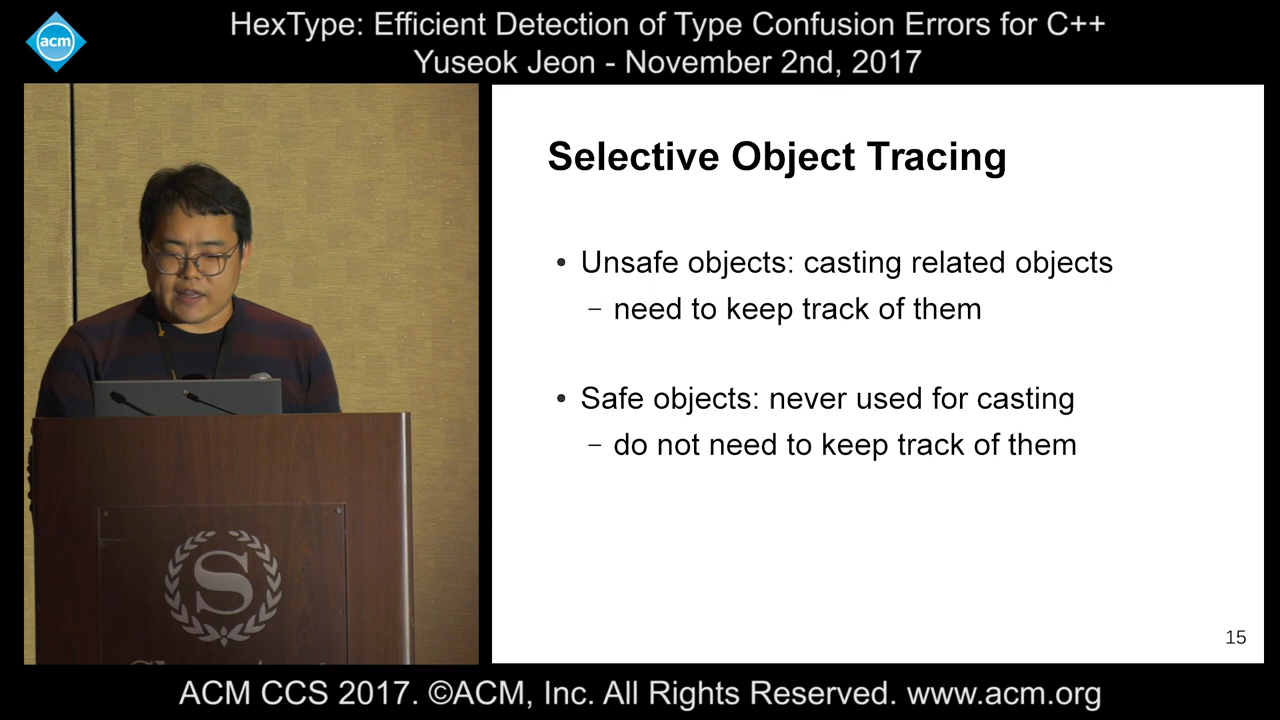 acm
HexType: Efficient Detection of Type Confusion Errors for C++
Yuseok Jeon - November 2nd, 2017
Selective Object Tracing
• Unsafe objects: casting related objects
– need to keep track of them
• Safe objects: never used for casting
– do not need to keep track of them
15
S
ACM CCS 2017. ©ACM, Inc. All Rights Reserved. www.acm.org